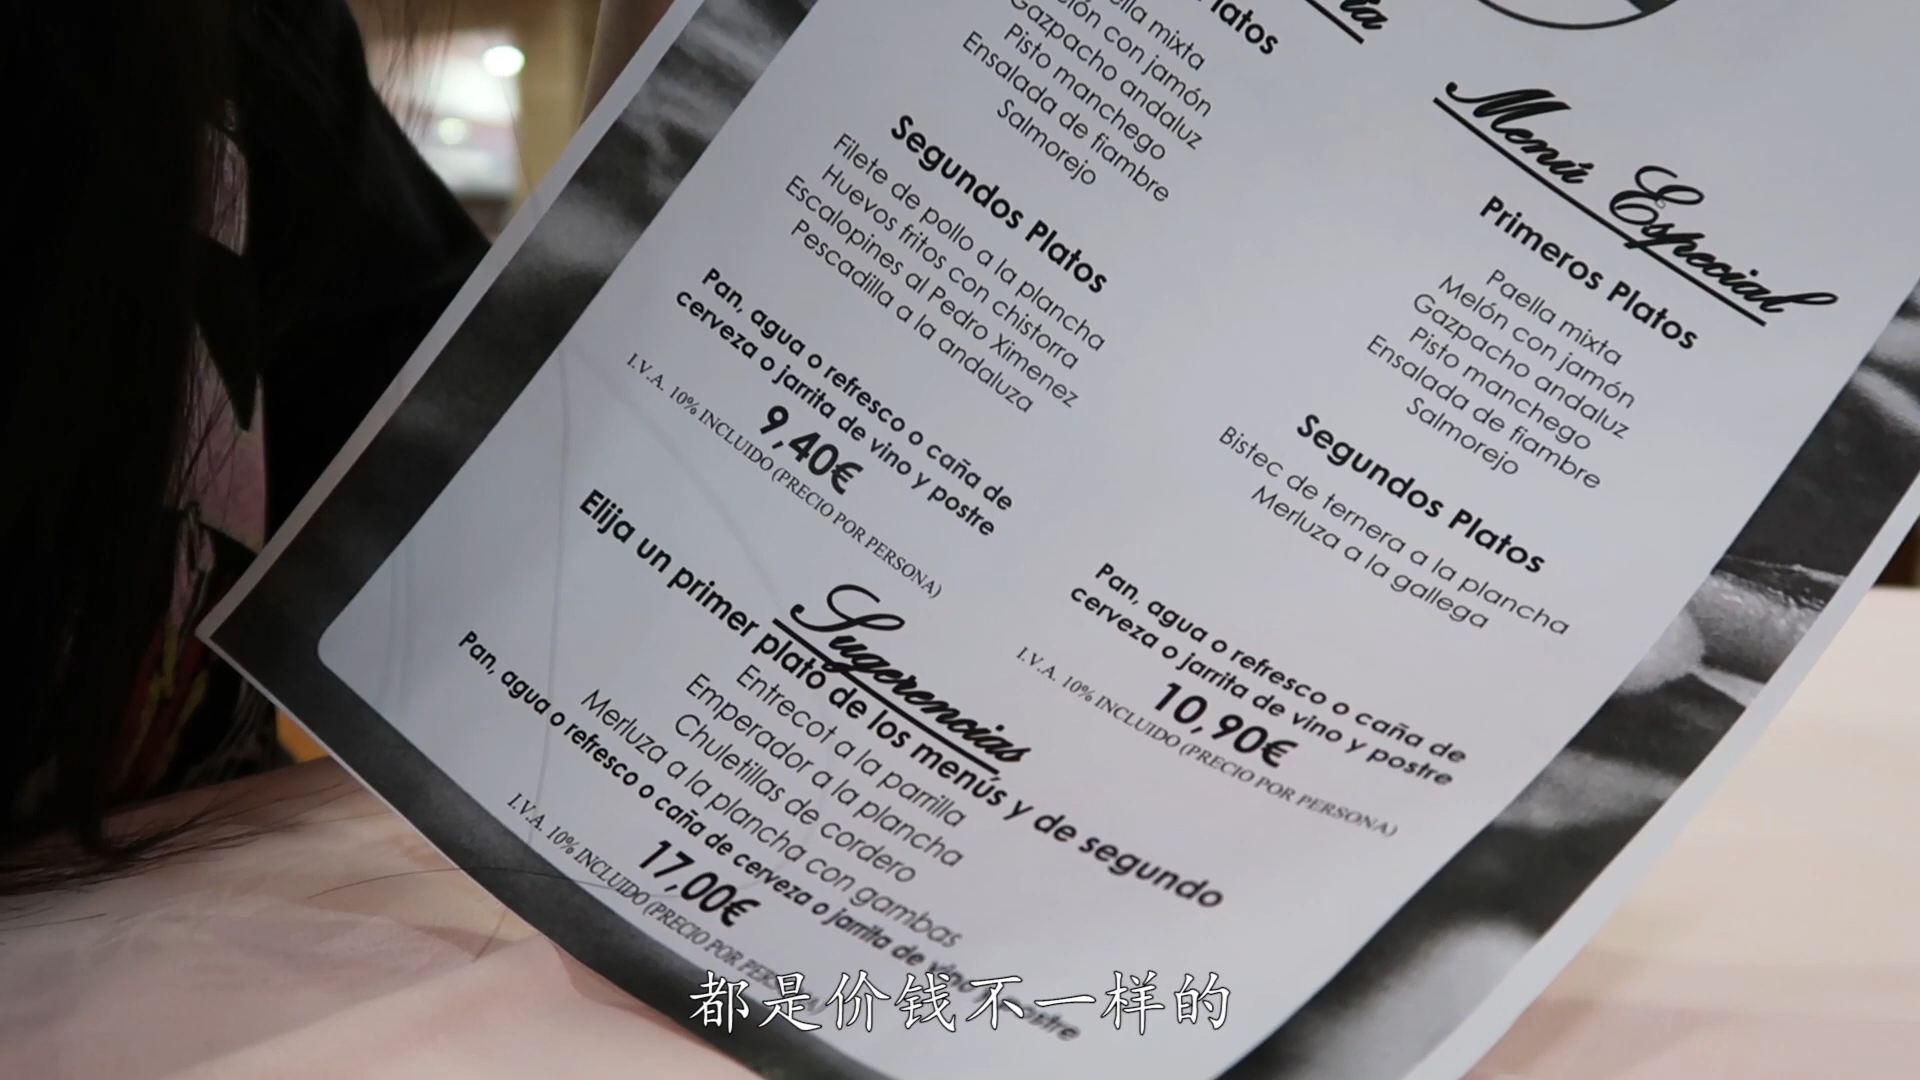 Platos
mixta
con jamón
Gazpacho andaluz
Pisto manchego
Ensalada de fiambre
Salmorejo
Segundos Platos
Filete de pollo a la plancha
Huevos fritos con chistorra
Escalopines al Pedro Ximenez
Pescadilla a la andaluza
Pan, agua o refresco o caña de
cerveza o jarrita de vino y postre
9,40€
I.V.A. 10% INCLUIDO (PRECIO POR PERSONA)
Menú Especial
Primeros Platos
Paella mixta
Melón con jamón
Gazpacho andaluz
Pisto manchego
Ensalada de fiambre
Salmorejo
Segundos Platos
Bistec de ternera a la plancha
Merluza a la gallega
Pan, agua o refresco o caña de
cerveza o jarrita de vino y postre
10,90€
I.V.A. 10% INCLUIDO (PRECIO POR PERSONA)
Sugerencias
Elija un primer plato de los menús y de segundo
Entrecot a la parrilla
Emperador a la plancha
Chuletillas de cordero
Merluza a la plancha con gambas
Pan, agua o refresco o caña de cerveza o jarrita de vino y postre
17,00€
I.V.A. 10% INCLUIDO (PRECIO POR PERSONA)
都是价钱不一样的